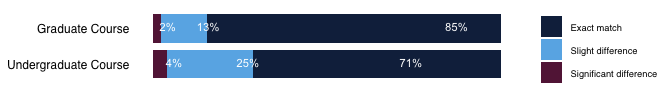 Graduate Course 2% 13% 85%
Undergraduate Course 4% 25% 71%
Exact match
Slight difference
Significant difference